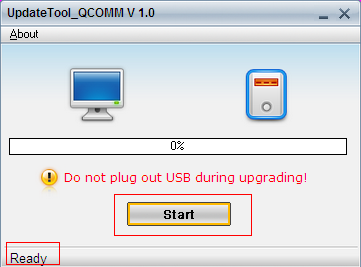 UpdateTool_QCOMM V 1.0
About
0%
Do not plug out USB during upgrading!
Start
Ready